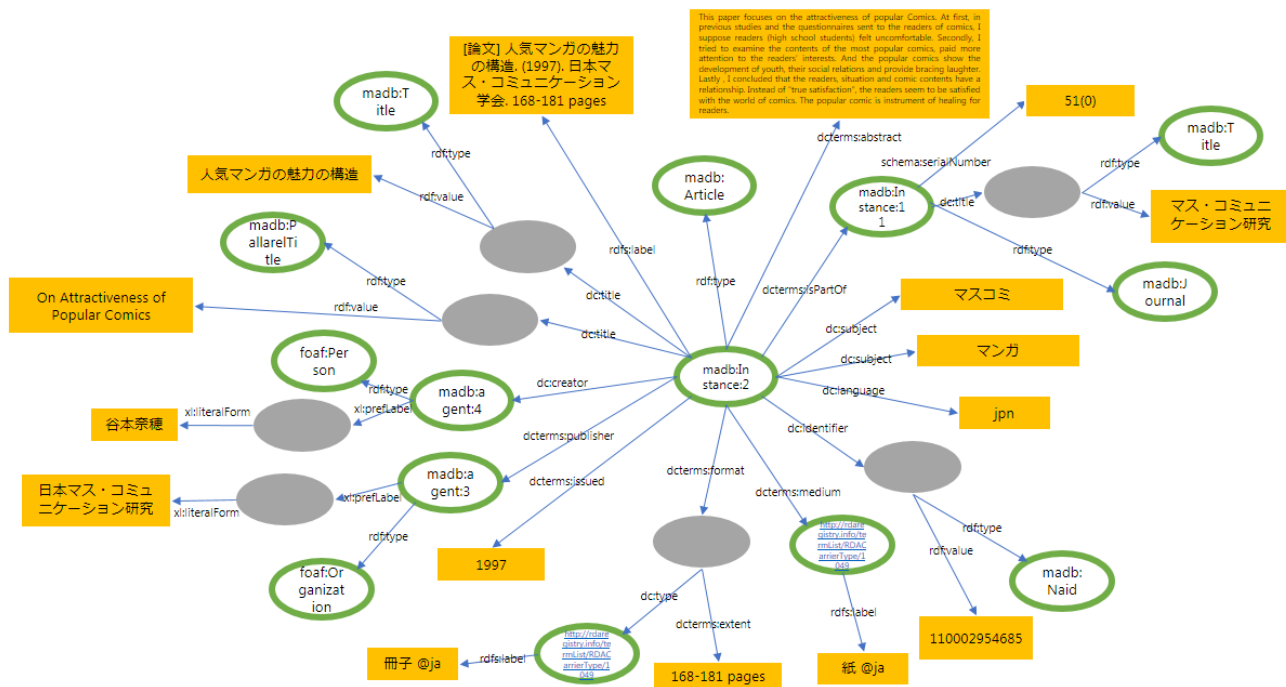 This paper focuses on the attractiveness of popular Comics. At first, in
previous studies and the questionnaires sent to the readers of comics, I
suppose readers (high school students) felt uncomfortable. Secondly, I
tried to examine the contents of the most popular comics, paid more
attention to the readers' interests. And the popular comics show the
development of youth, their social relations and provide bracing laughter.
Lastly , I concluded that the readers, situation and comic contents have a
relationship. Instead of "true satisfaction", the readers seem to be satisfied
with the world of comics. The popular comic is instrument of healing for
readers.
[論文] 人気マンガの魅力
の構造. (1997). 日本マ
ス・コミュニケーション
学会. 168-181 pages
madb:T
itle
rdf:type
人気マンガの魅力の構造
rdf:value
rdfs:label
madb:P
allarelTi
tle
rdf:type
rdf:value
On Attractiveness of
Popular Comics
dc:title
dc:title
madb:
Article
rdf:type
dcterms:abstract
51(0)
schema:serialNumber
madb:In
stance:1
1
dc:title
rdf:type
madb:T
itle
rdf:value
マス・コミュニ
ケーション研究
rdf:type
madb:J
ournal
dcterms:isPartOf
マスコミ
dc:subject
マンガ
dc:subject
madb:In
stance:2
dc:language
jpn
dc:identifier
foaf:Per
son
rdf:type
madb:a
gent:4
dc:creator
xl:prefLabel
xl:literalForm
谷本奈穂
dcterms:publisher
madb:a
gent:3
xl:prefLabel
xl:literalForm
日本マス・コミュ
ニケーション研究
rdf:type
foaf:Or
ganizat
ion
dcterms:issued
1997
dcterms:format
dcterms:medium
http://rdare
gistry.info/te
rmList/RDAC
arrierType/1
049
rdfs:label
紙 @ja
rdf:type
rdf:value
madb:
Naid
110002954685
dc:type
dcterms:extent
http://rdare
gistry.info/te
rmList/RDAC
arrierType/1
049
rdfs:label
冊子 @ja
168-181 pages